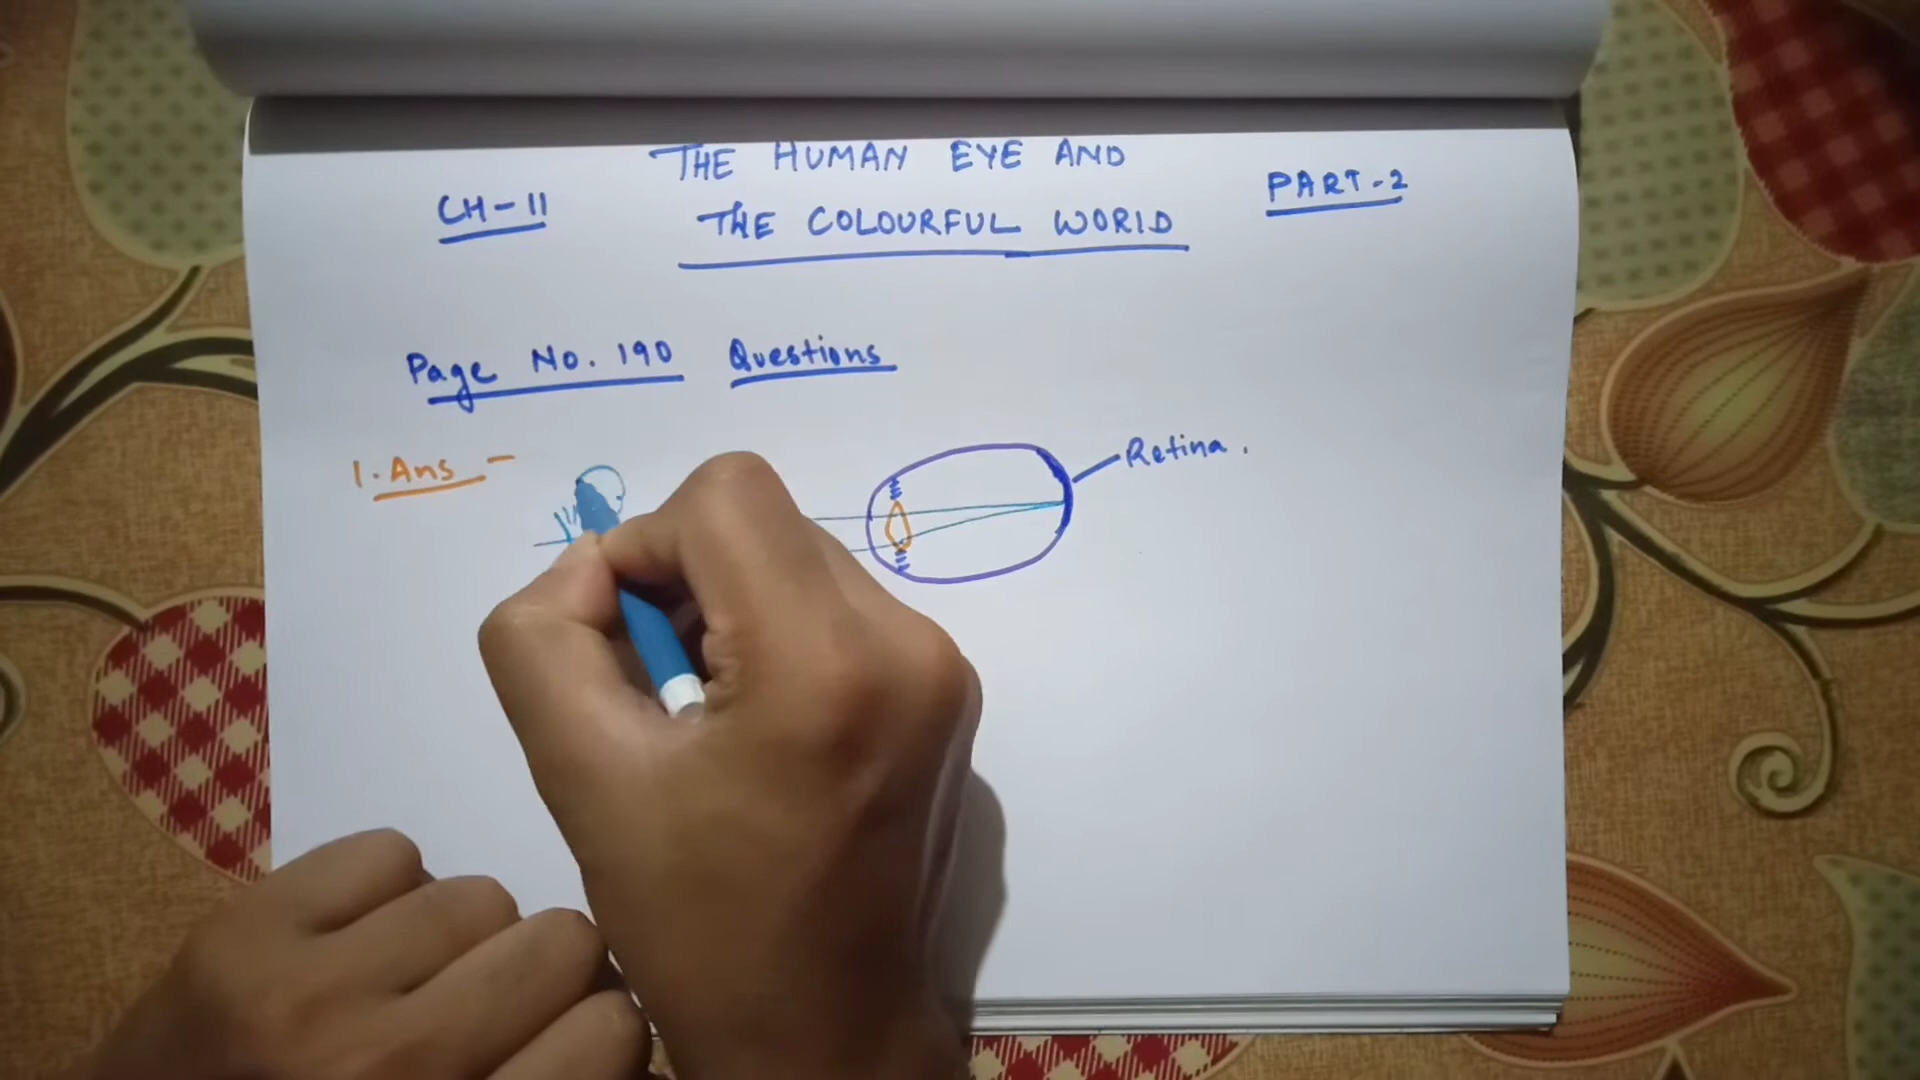 THE HUMAN EYE AND
CH-11
THE COLOURFUL WORLD
PART-2
Page No. 190 Questions
1. Ans -
Retina.